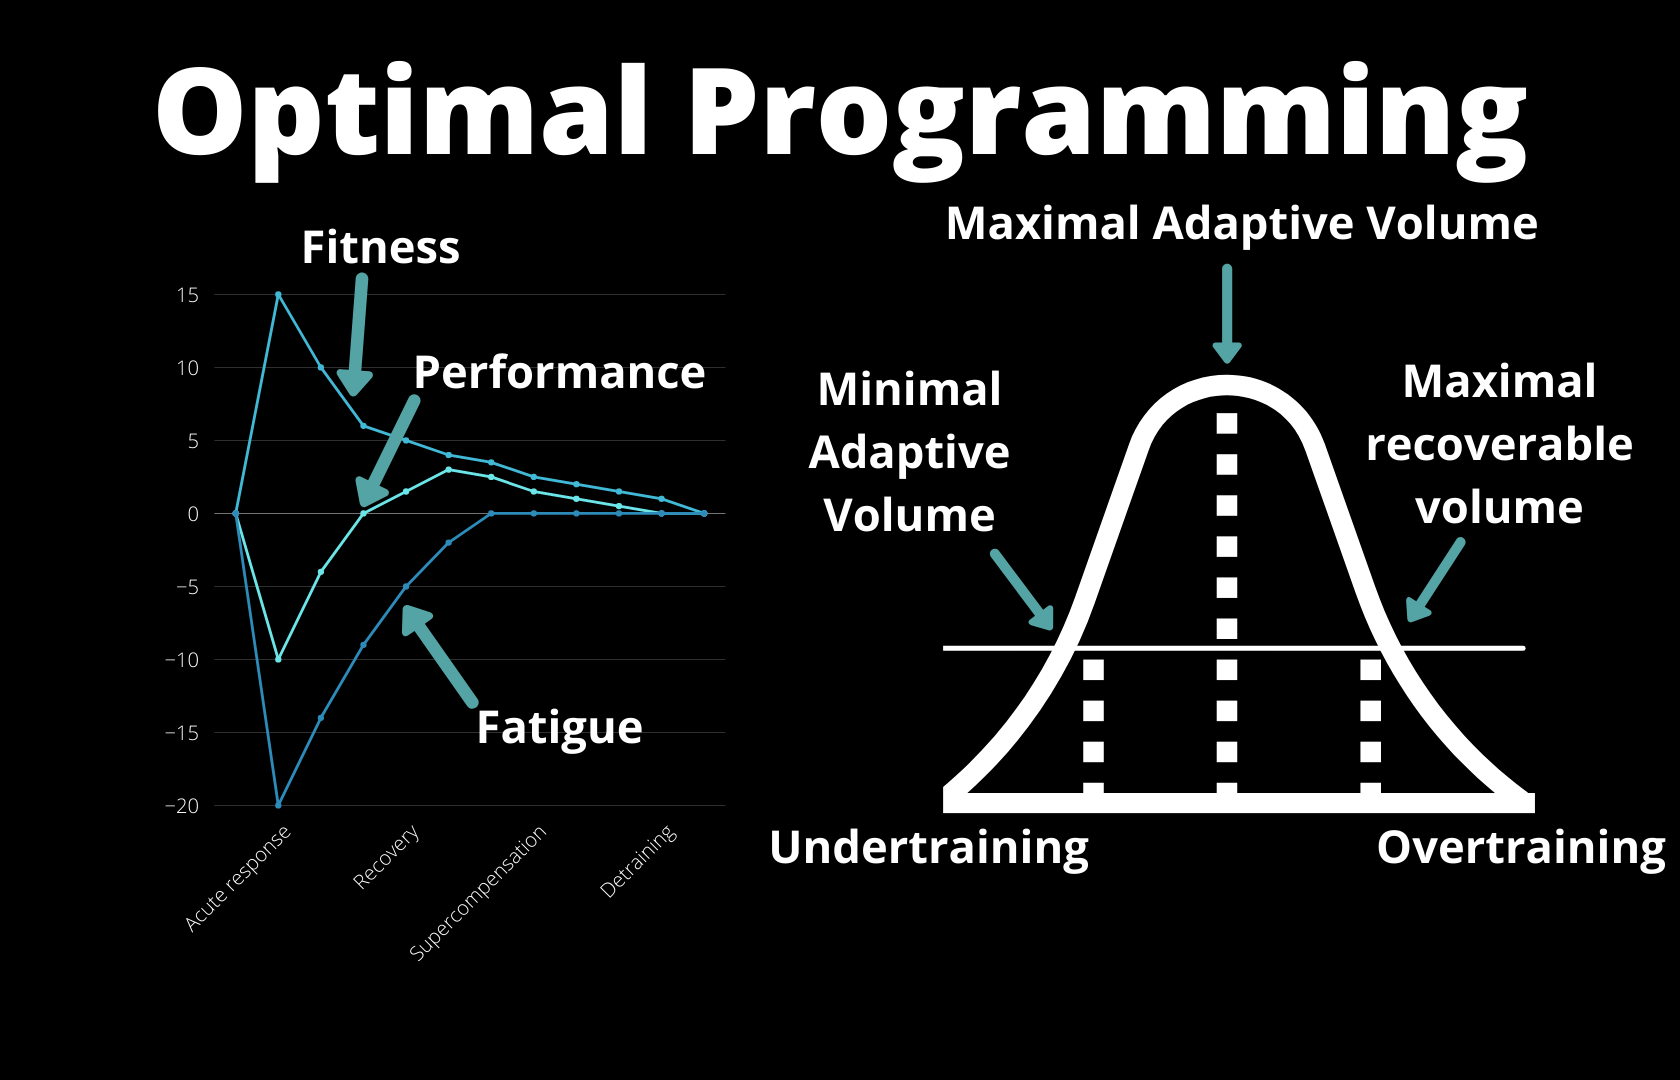 Optimal Programming
Fitness
Performance
Fatigue
15
10
5
0
−5
−10
−15
−20
Acute response
Recovery
Supercompensation
Detraining
Maximal Adaptive Volume
Minimal
Adaptive
Volume
Maximal
recoverable
volume
Undertraining
Overtraining